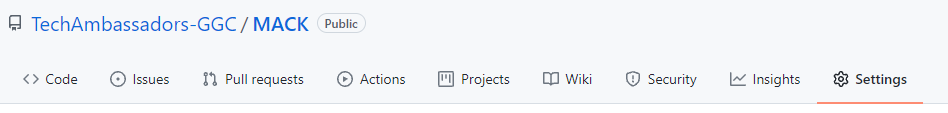 TechAmbassadors-GGC / MACK Public
Code Issues Pull requests Actions Projects Wiki Security Insights Settings